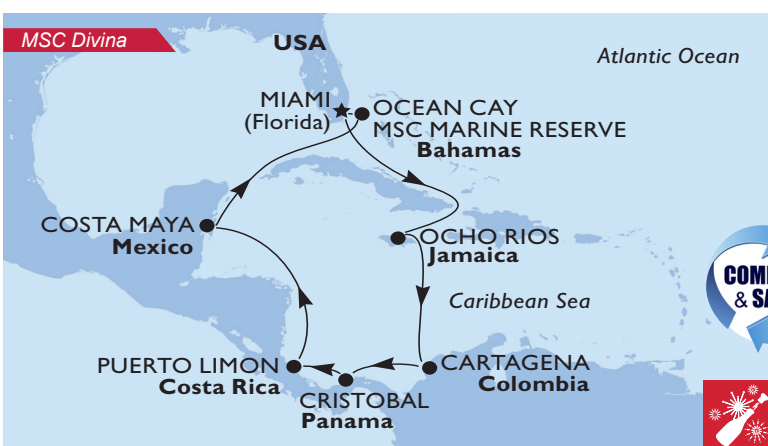 MSC Divina
USA
Atlantic Ocean
MIAMI
(Florida)
OCEAN CAY
MSC MARINE RESERVE
Bahamas
COSTA MAYA
Mexico
OCHO RIOS
Jamaica
Caribbean Sea
PUERTO LIMON
Costa Rica
CRISTOBAL
Panama
CARTAGENA
Colombia
&